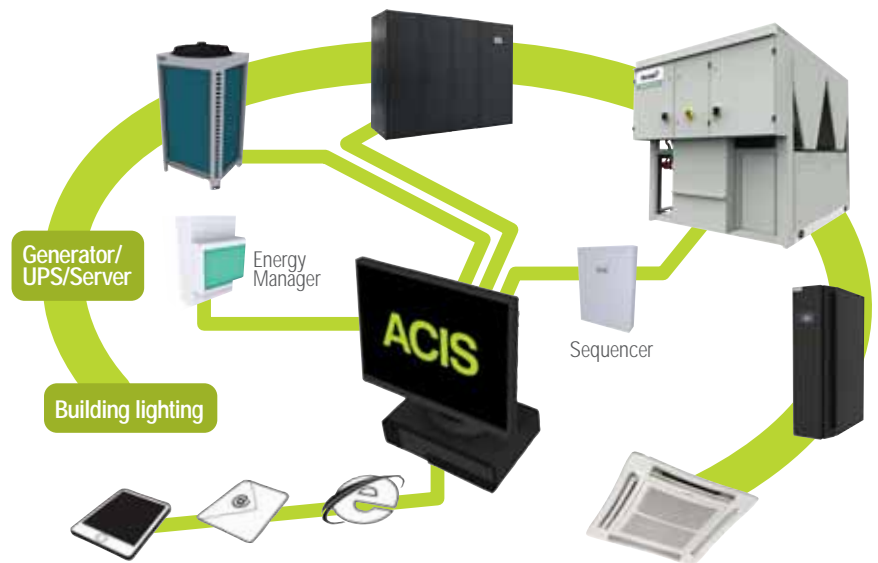 Generator/
UPS/Server
Energy
Manager
ACIS
Sequencer
Building lighting
@
e